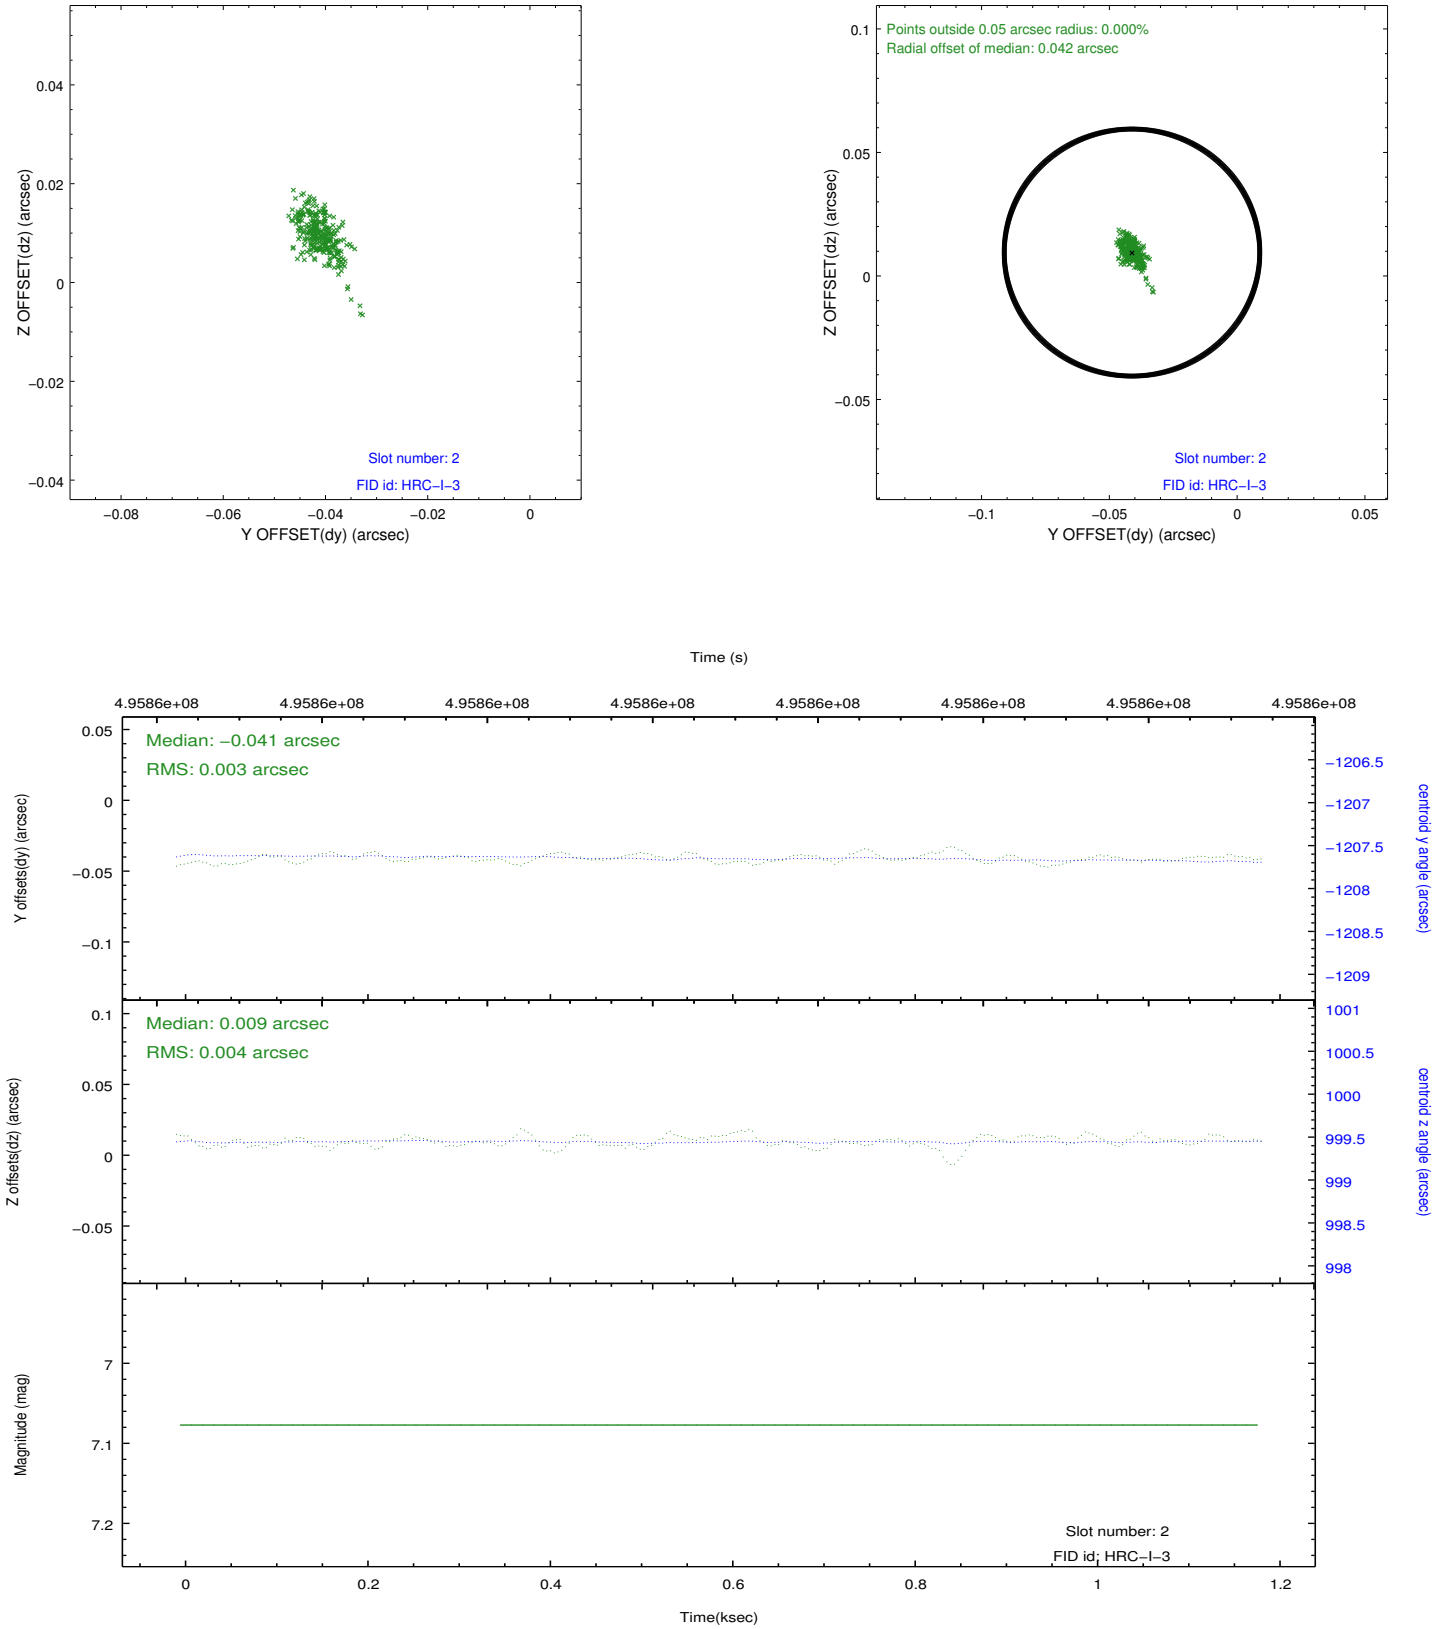 0.04
0.02
0
−0.02
−0.04
Z OFFSET(dz) (arcsec)
Slot number: 2
FID id: HRC−I−3
−0.08 −0.06 −0.04 −0.02 0
Y OFFSET(dy) (arcsec)
Points outside 0.05 arcsec radius: 0.000%
Radial offset of median: 0.042 arcsec
0.1
0.05
0
−0.05
Z OFFSET(dz) (arcsec)
Slot number: 2
FID id: HRC−I−3
−0.1 −0.05 0 0.05
Y OFFSET(dy) (arcsec)
Time (s)
4.9586e+08 4.9586e+08 4.9586e+08 4.9586e+08 4.9586e+08 4.9586e+08 4.9586e+08 4.9586e+08
Median: −0.041 arcsec
RMS: 0.003 arcsec
0.05
0
−0.05
−0.1
Y offsets(dy) (arcsec)
−1206.5
−1207
−1207.5
−1208
−1208.5
−1209
centroid y angle (arcsec)
Median: 0.009 arcsec
RMS: 0.004 arcsec
0.1
0.05
0
−0.05
Z offsets(dz) (arcsec)
1001
1000.5
1000
999.5
999
998.5
998
centroid z angle (arcsec)
7
7.1
7.2
Magnitude (mag)
Slot number: 2
FID id: HRC−I−3
0 0.2 0.4 0.6 0.8 1 1.2
Time(ksec)